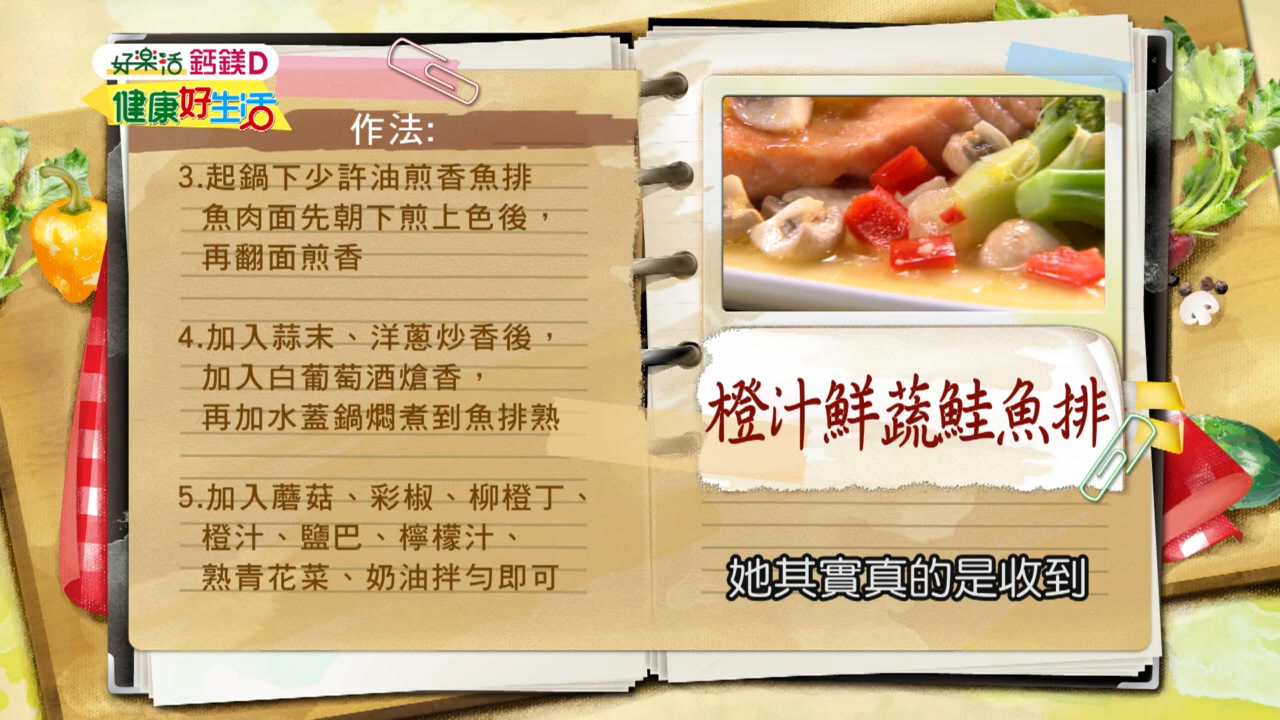 好樂活 鈣鎂D
健康好生活
作法:
3.起鍋下少許油煎香魚排
魚肉面先朝下煎上色後，
再翻面煎香
4.加入蒜末、洋蔥炒香後，
加入白葡萄酒熗香，
再加水蓋鍋燜煮到魚排熟
5.加入蘑菇、彩椒、柳橙丁、
橙汁、鹽巴、檸檬汁、
熟青花菜、奶油拌勻即可
橙汁鮮蔬鮭魚排
她其實真的是收到